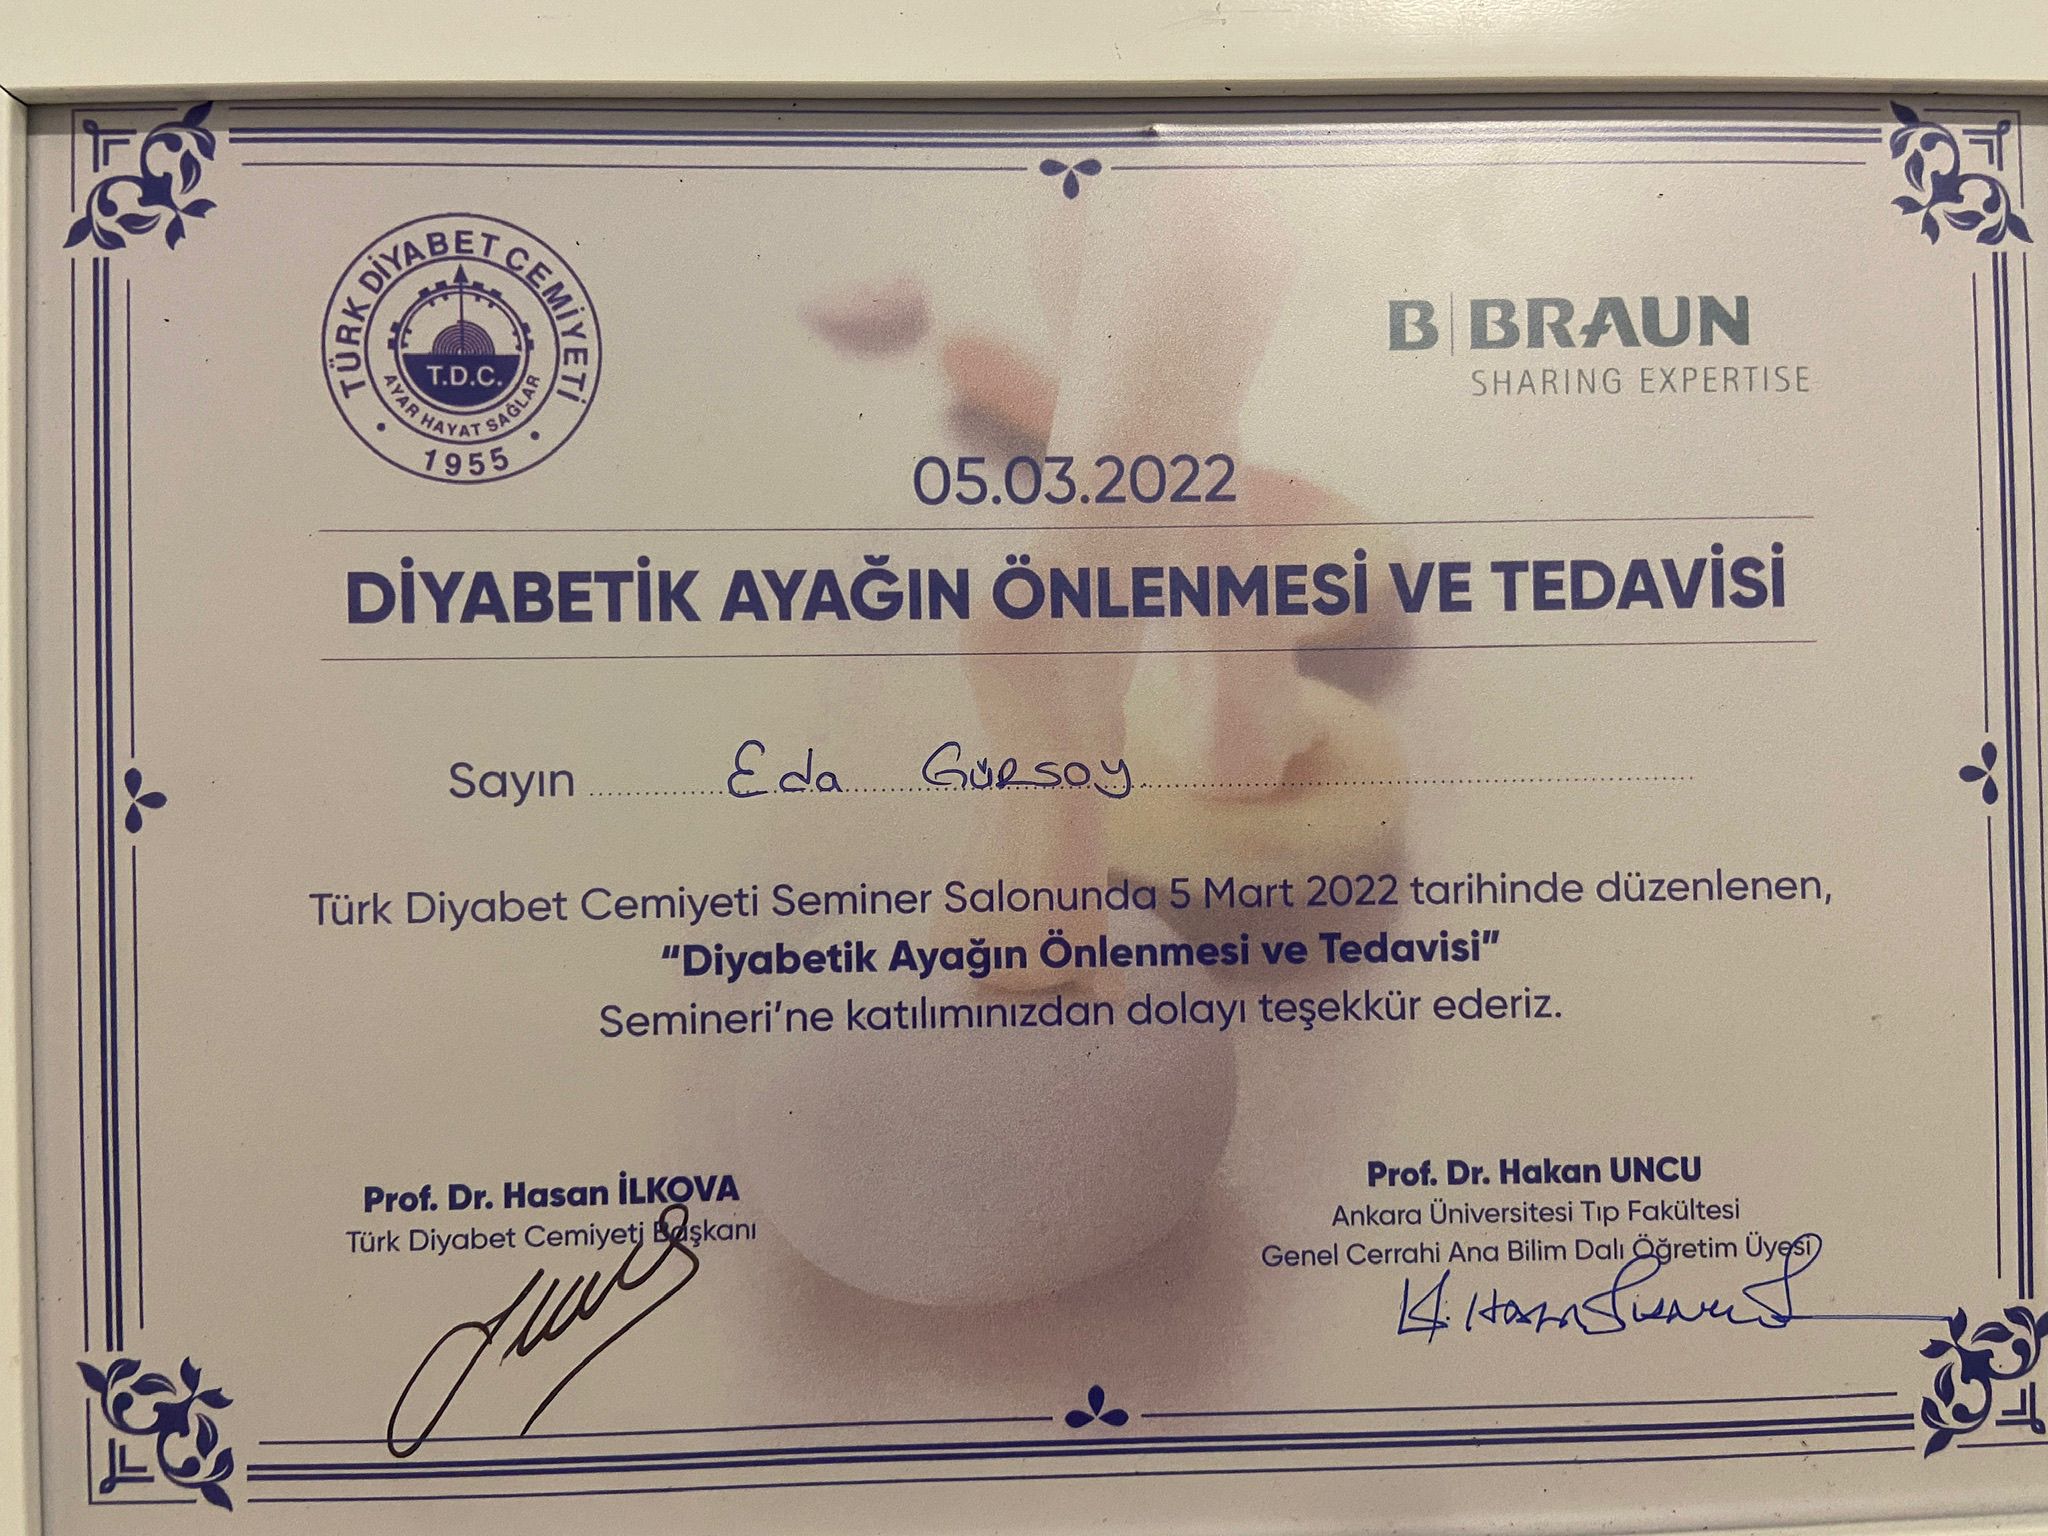 TÜRK DİYABET CEMİYETİ
T.D.C.
AYAR HAYAT SAĞLAR
1955
B | BRAUN
SHARING EXPERTISE
05.03.2022
DİYABETİK AYAĞIN ÖNLENMESİ VE TEDAVİSİ
Sayın Eda Gürsoy
Türk Diyabet Cemiyeti Seminer Salonunda 5 Mart 2022 tarihinde düzenlenen,
“Diyabetik Ayağın Önlenmesi ve Tedavisi”
Semineri’ne katılımınızdan dolayı teşekkür ederiz.
Prof. Dr. Hasan İLKOVA
Türk Diyabet Cemiyeti Başkanı
Prof. Dr. Hakan UNCU
Ankara Üniversitesi Tıp Fakültesi
Genel Cerrahi Ana Bilim Dalı Öğretim Üyesi